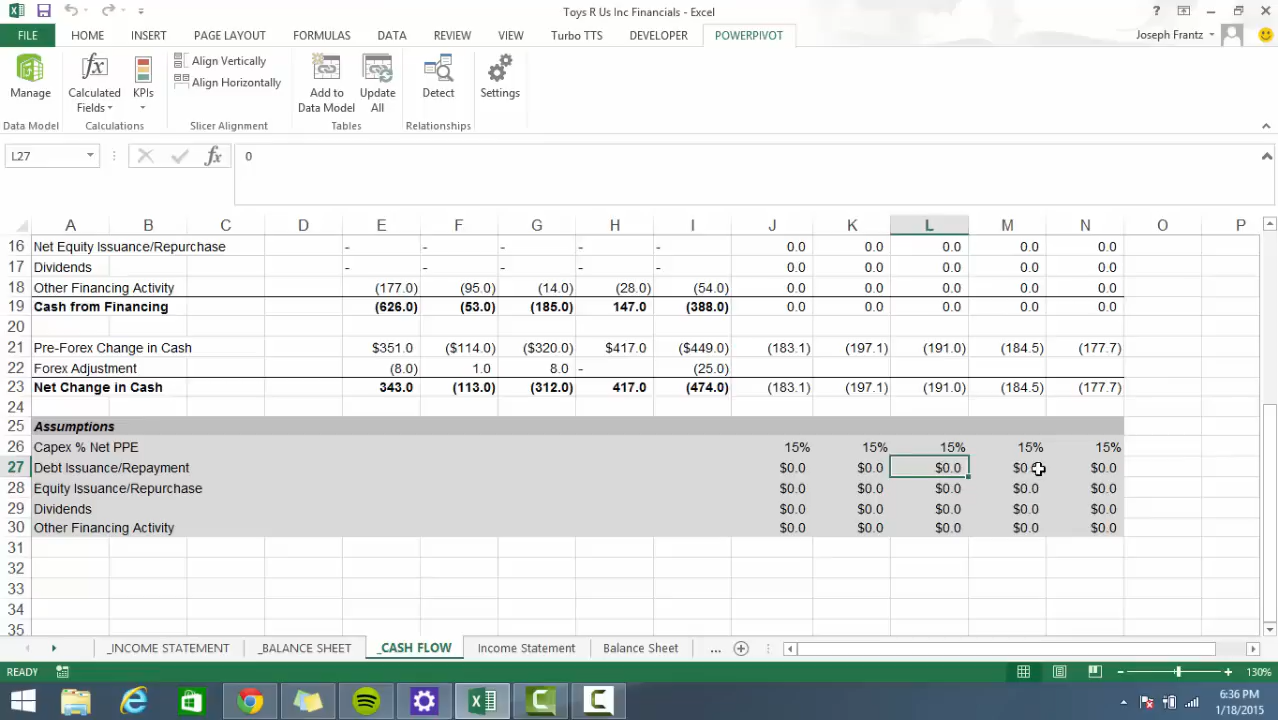 Toys R Us Inc Financials - Excel
FILE HOME INSERT PAGE LAYOUT FORMULAS DATA REVIEW VIEW Turbo TTS DEVELOPER POWERPIVOT Joseph Frantz
Manage Calculated Fields KPIs Align Vertically Align Horizontally Add to Data Model Update All Detect Settings
Data Model Calculations Slicer Alignment Tables Relationships
L27 fx 0
A B C D E F G H I J K L M N O P
16 Net Equity Issuance/Repurchase - - - - - 0.0 0.0 0.0 0.0 0.0
17 Dividends - - - - - 0.0 0.0 0.0 0.0 0.0
18 Other Financing Activity (177.0) (95.0) (14.0) (28.0) (54.0) 0.0 0.0 0.0 0.0 0.0
19 Cash from Financing (626.0) (53.0) (185.0) 147.0 (388.0) 0.0 0.0 0.0 0.0 0.0
20
21 Pre-Forex Change in Cash $351.0 ($114.0) ($320.0) $417.0 ($449.0) (183.1) (197.1) (191.0) (184.5) (177.7)
22 Forex Adjustment (8.0) 1.0 8.0 - (25.0)
23 Net Change in Cash 343.0 (113.0) (312.0) 417.0 (474.0) (183.1) (197.1) (191.0) (184.5) (177.7)
24
25 Assumptions
26 Capex % Net PPE 15% 15% 15% 15% 15%
27 Debt Issuance/Repayment $0.0 $0.0 $0.0 $0 $0.0
28 Equity Issuance/Repurchase $0.0 $0.0 $0.0 $0.0 $0.0
29 Dividends $0.0 $0.0 $0.0 $0.0 $0.0
30 Other Financing Activity $0.0 $0.0 $0.0 $0.0 $0.0
31
32
33
34
35
_INCOME STATEMENT _BALANCE SHEET _CASH FLOW Income Statement Balance Sheet ...
READY 130%
6:36 PM
1/18/2015